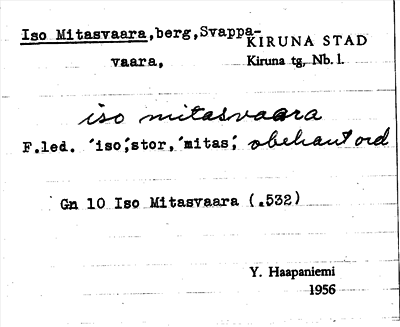 Iso Mitasvaara, berg, Svappa-
vaara,
KIRUNA STAD
Kiruna tg, Nb. l.
iso mitasvaara
F.led. 'iso', stor, 'mitas', obekant ord
Gn 10 Iso Mitasvaara (.532)
Y. Haapaniemi
1956